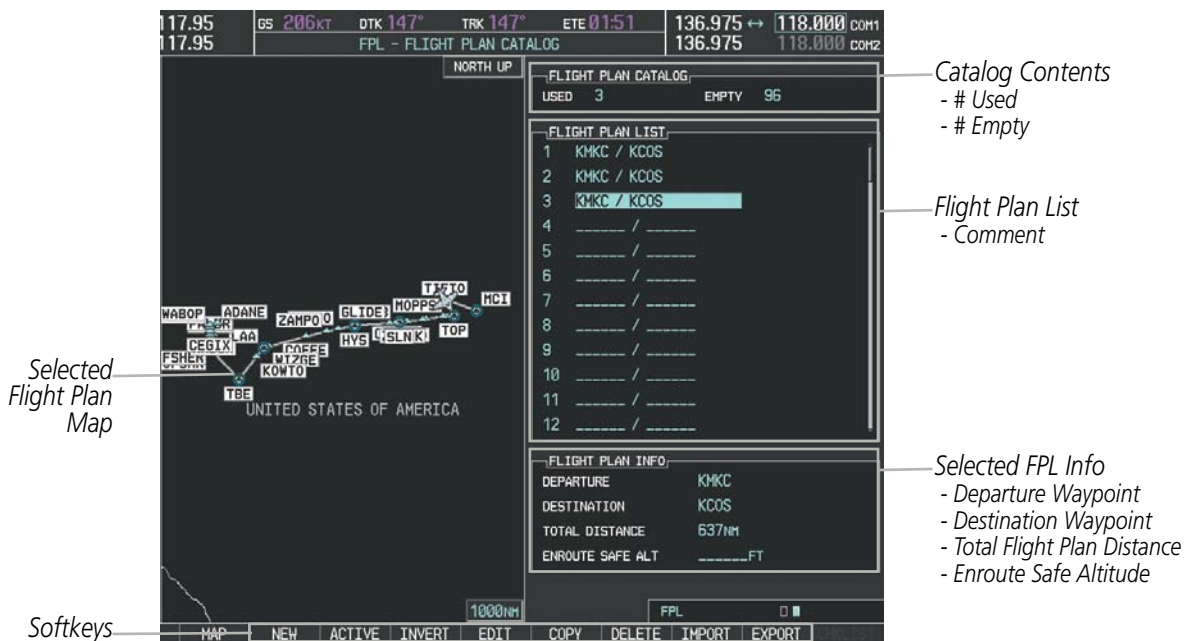 117.95
117.95
GS 206KT DTK 147° TRK 147° ETE 01:51
FPL - FLIGHT PLAN CATALOG
136.975 ↔ 118.000 COM1
136.975 118.000 COM2
NORTH UP
FLIGHT PLAN CATALOG
USED 3 EMPTY 96
FLIGHT PLAN LIST
1 KMKC / KCOS
2 KMKC / KCOS
3 KMKC / KCOS
4 ______ / ______
5 ______ / ______
6 ______ / ______
7 ______ / ______
8 ______ / ______
9 ______ / ______
10 ______ / ______
11 ______ / ______
12 ______ / ______
FLIGHT PLAN INFO
DEPARTURE KMKC
DESTINATION KCOS
TOTAL DISTANCE 637NM
ENROUTE SAFE ALT ______FT
TIFTO
MCI
MOPPS
GLIDE
ZAMPO
ADANE
WABOP
TOP
SLN
HYS
LAA
CEGIX
COFFE
WIZGE
KOWTO
FSHER
TBE
UNITED STATES OF AMERICA
1000NM
FPL
MAP NEW ACTIVE INVERT EDIT COPY DELETE IMPORT EXPORT
Catalog Contents
- # Used
- # Empty
Flight Plan List
- Comment
Selected FPL Info
- Departure Waypoint
- Destination Waypoint
- Total Flight Plan Distance
- Enroute Safe Altitude
Selected
Flight Plan
Map
Softkeys